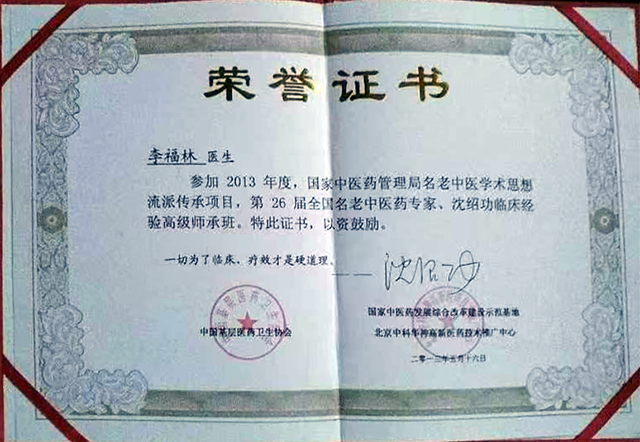 荣誉证书
李福林 医生
参加 2013 年度，国家中医药管理局名老中医学术思想
流派传承项目，第 26 届全国名老中医药专家、沈绍功临床经
验高级师承班。特此证书，以资鼓励。
一切为了临床，疗效才是硬道理。
——沈绍功
中国基层医药卫生协会
国家中医药发展综合改革建设示范基地
北京中科华神高新医药技术推广中心
二〇一三年五月十六日